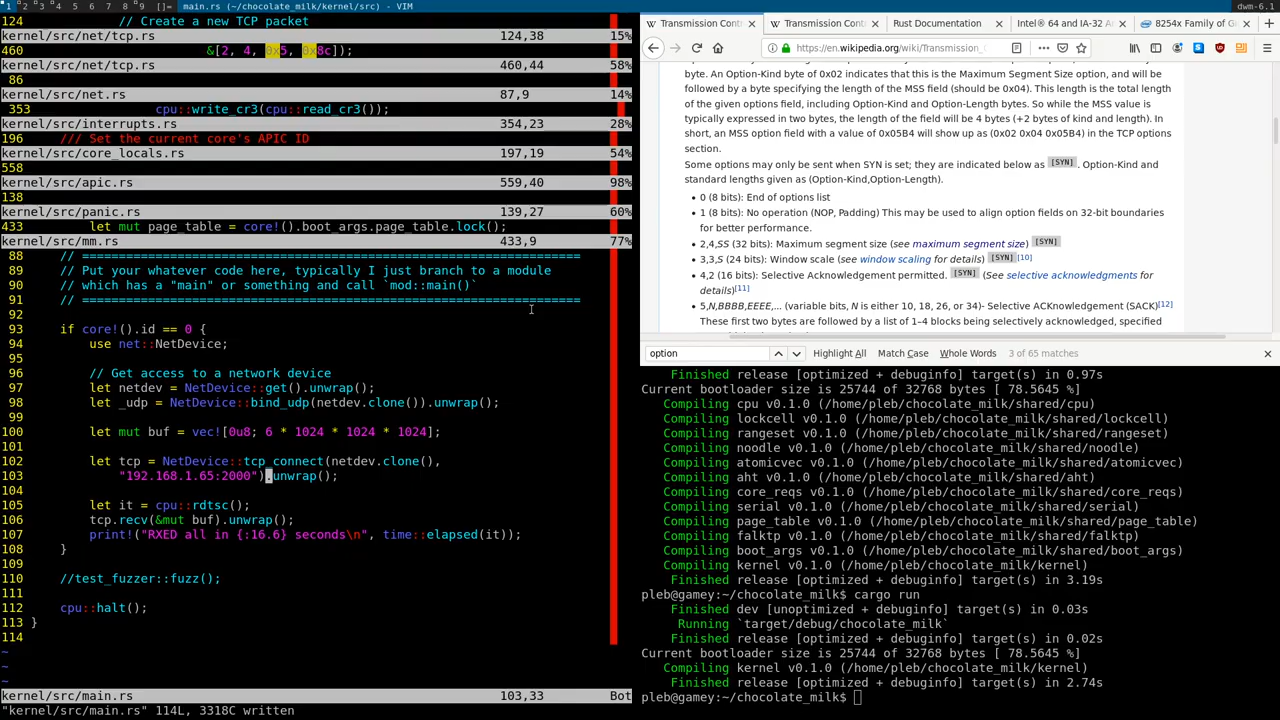 1 2 3 4 5 6 7 8 9 []= main.rs (~/chocolate_milk/kernel/src) - VIM
dwm-6.1
124 // Create a new TCP packet
kernel/src/net/tcp.rs 124,38 15%
460 &[2, 4, 0x5, 0x8c]);
kernel/src/net/tcp.rs 460,44 58%
86
kernel/src/net.rs 87,9 14%
353 cpu::write_cr3(cpu::read_cr3());
kernel/src/interrupts.rs 354,23 28%
196 /// Set the current core's APIC ID
kernel/src/core_locals.rs 197,19 54%
558
kernel/src/apic.rs 559,40 98%
138
kernel/src/panic.rs 139,27 60%
433 let mut page_table = core!().boot_args.page_table.lock();
kernel/src/mm.rs 433,9 77%
88 // ===================================================================
89 // Put your whatever code here, typically I just branch to a module
90 // which has a "main" or something and call `mod::main()`
91 // ===================================================================
92
93 if core!().id == 0 {
94 use net::NetDevice;
95
96 // Get access to a network device
97 let netdev = NetDevice::get().unwrap();
98 let _udp = NetDevice::bind_udp(netdev.clone()).unwrap();
99
100 let mut buf = vec![0u8; 6 * 1024 * 1024 * 1024];
101
102 let tcp = NetDevice::tcp_connect(netdev.clone(),
103 "192.168.1.65:2000").unwrap();
104
105 let it = cpu::rdtsc();
106 tcp.recv(&mut buf).unwrap();
107 print!("RXED all in {:16.6} seconds\n", time::elapsed(it));
108 }
109
110 //test_fuzzer::fuzz();
111
112 cpu::halt();
113 }
114
~
~
~
kernel/src/main.rs 103,33 Bot
"kernel/src/main.rs" 114L, 3318C written
Transmission Contr
Transmission Contr
Rust Documentation
Intel® 64 and IA-32 A
8254x Family of G
https://en.wikipedia.org/wiki/Transmission_
byte. An Option-Kind byte of 0x02 indicates that this is the Maximum Segment Size option, and will be
followed by a byte specifying the length of the MSS field (should be 0x04). This length is the total
length of the given options field, including Option-Kind and Option-Length bytes. So while the MSS value is
typically expressed in two bytes, the length of the field will be 4 bytes (+2 bytes of kind and length). In
short, an MSS option field with a value of 0x05B4 will show up as (0x02 0x04 0x05B4) in the TCP options
section.
Some options may only be sent when SYN is set; they are indicated below as [SYN]. Option-Kind and
standard lengths given as (Option-Kind,Option-Length).
• 0 (8 bits): End of options list
• 1 (8 bits): No operation (NOP, Padding) This may be used to align option fields on 32-bit boundaries
for better performance.
• 2,4,SS (32 bits): Maximum segment size (see maximum segment size) [SYN]
• 3,3,S (24 bits): Window scale (see window scaling for details) [SYN][10]
• 4,2 (16 bits): Selective Acknowledgement permitted. [SYN] (See selective acknowledgments for
details)[11]
• 5,N,BBBB,EEEE,... (variable bits, N is either 10, 18, 26, or 34)- Selective ACKnowledgement (SACK)[12]
These first two bytes are followed by a list of 1–4 blocks being selectively acknowledged, specified
option Highlight All Match Case Whole Words 3 of 65 matches
Finished release [optimized + debuginfo] target(s) in 0.97s
Current bootloader size is 25744 of 32768 bytes [ 78.5645 %]
Compiling cpu v0.1.0 (/home/pleb/chocolate_milk/shared/cpu)
Compiling lockcell v0.1.0 (/home/pleb/chocolate_milk/shared/lockcell)
Compiling rangeset v0.1.0 (/home/pleb/chocolate_milk/shared/rangeset)
Compiling noodle v0.1.0 (/home/pleb/chocolate_milk/shared/noodle)
Compiling atomicvec v0.1.0 (/home/pleb/chocolate_milk/shared/atomicvec)
Compiling aht v0.1.0 (/home/pleb/chocolate_milk/shared/aht)
Compiling core_reqs v0.1.0 (/home/pleb/chocolate_milk/shared/core_reqs)
Compiling serial v0.1.0 (/home/pleb/chocolate_milk/shared/serial)
Compiling page_table v0.1.0 (/home/pleb/chocolate_milk/shared/page_table)
Compiling falktp v0.1.0 (/home/pleb/chocolate_milk/shared/falktp)
Compiling boot_args v0.1.0 (/home/pleb/chocolate_milk/shared/boot_args)
Compiling kernel v0.1.0 (/home/pleb/chocolate_milk/kernel)
Finished release [optimized + debuginfo] target(s) in 3.19s
pleb@gamey:~/chocolate_milk$ cargo run
Finished dev [unoptimized + debuginfo] target(s) in 0.03s
Running `target/debug/chocolate_milk`
Finished release [optimized + debuginfo] target(s) in 0.02s
Current bootloader size is 25744 of 32768 bytes [ 78.5645 %]
Compiling kernel v0.1.0 (/home/pleb/chocolate_milk/kernel)
Finished release [optimized + debuginfo] target(s) in 2.74s
pleb@gamey:~/chocolate_milk$